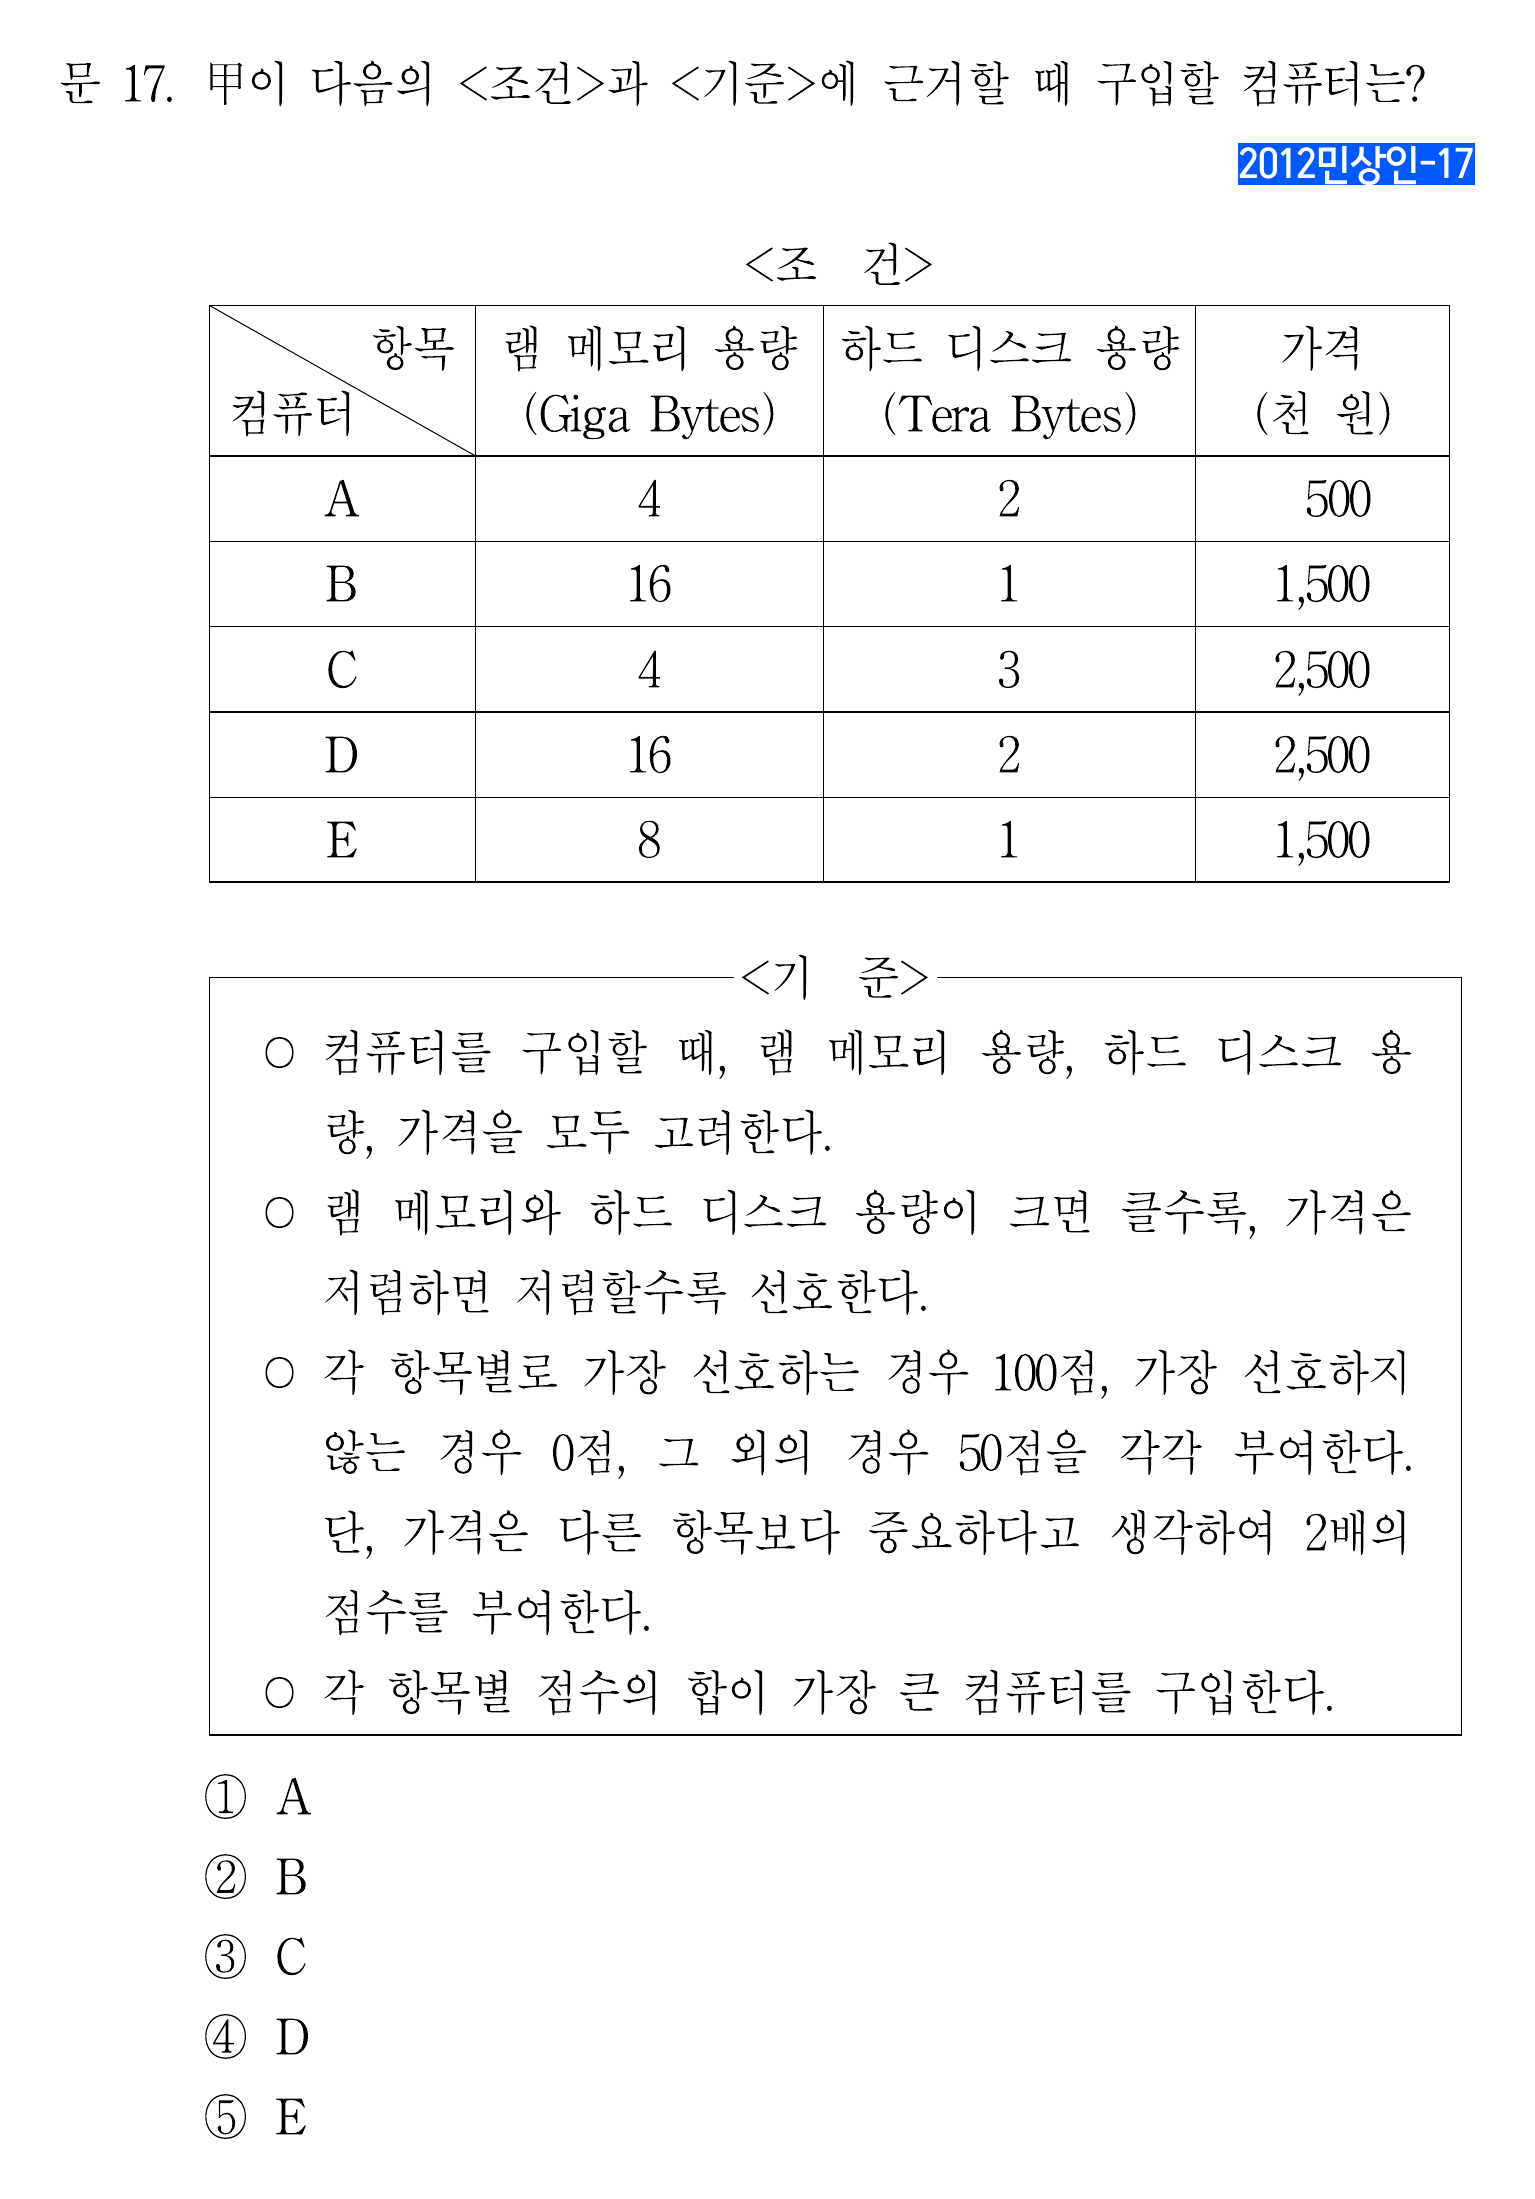 문 17. 甲이 다음의 <조건>과 <기준>에 근거할 때 구입할 컴퓨터는?
2012민상인-17
<조 건>
항목 램 메모리 용량 하드 디스크 용량 가격
컴퓨터 (Giga Bytes) (Tera Bytes) (천 원)
A 4 2 500
B 16 1 1,500
C 4 3 2,500
D 16 2 2,500
E 8 1 1,500
<기 준>
○ 컴퓨터를 구입할 때, 램 메모리 용량, 하드 디스크 용
량, 가격을 모두 고려한다.
○ 램 메모리와 하드 디스크 용량이 크면 클수록, 가격은
저렴하면 저렴할수록 선호한다.
○ 각 항목별로 가장 선호하는 경우 100점, 가장 선호하지
않는 경우 0점, 그 외의 경우 50점을 각각 부여한다.
단, 가격은 다른 항목보다 중요하다고 생각하여 2배의
점수를 부여한다.
○ 각 항목별 점수의 합이 가장 큰 컴퓨터를 구입한다.
① A
② B
③ C
④ D
⑤ E